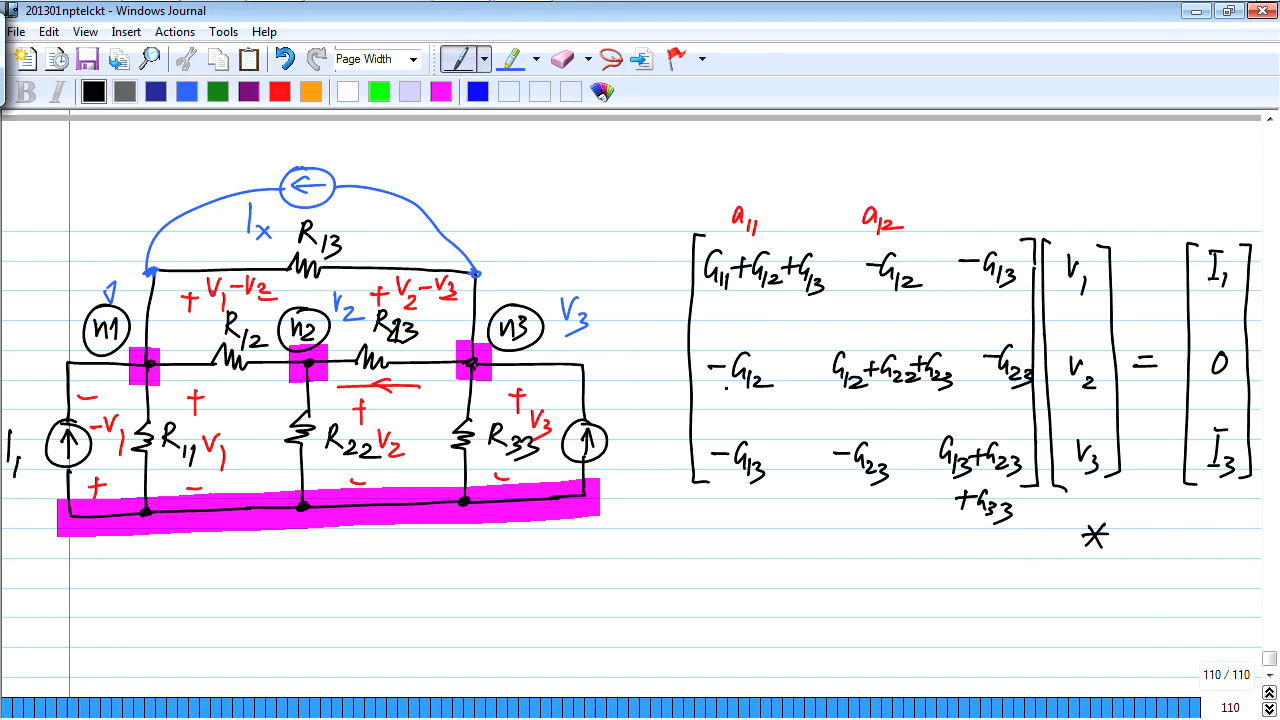 201301nptelckt - Windows Journal
File Edit View Insert Actions Tools Help
Page Width
B I
Ix
R13
+ V1-V2 + V2-V3
n1 R12 n2 V2 R23 n3 V3
- + + +
I1 -V1 R11 V1 R22 V2 R33 V3
+ - - -
a11 a12
G11+G12+G13 -G12 -G13 V1 I1
-G12 G12+G22+G23 -G23 V2 = 0
-G13 -G23 G13+G23 V3 I3
+G33
*
110 / 110
110